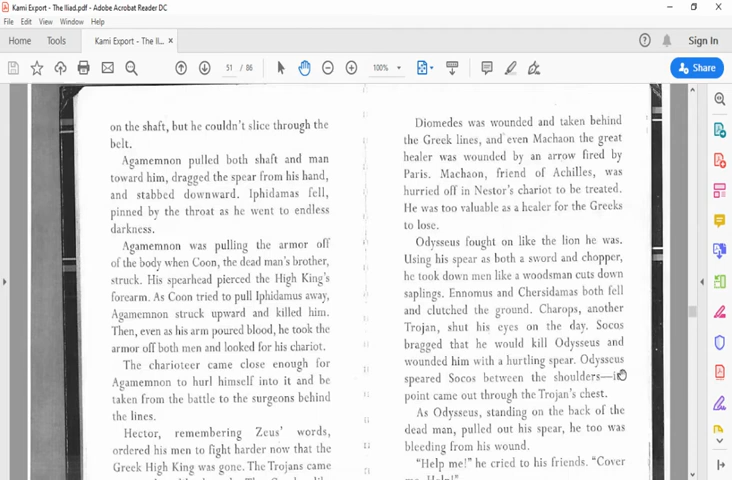 Kami Export - The Iliad.pdf - Adobe Acrobat Reader DC
File Edit View Window Help
Home Tools Kami Export - The Il... × Sign In
51 / 86 100% Share
on the shaft, but he couldn't slice through the
belt.
Agamemnon pulled both shaft and man
toward him, dragged the spear from his hand,
and stabbed downward. Iphidamas fell,
pinned by the throat as he went to endless
darkness.
Agamemnon was pulling the armor off
of the body when Coon, the dead man's brother,
struck. His spearhead pierced the High King's
forearm. As Coon tried to pull Iphidamus away,
Agamemnon struck upward and killed him.
Then, even as his arm poured blood, he took the
armor off both men and looked for his chariot.
The charioteer came close enough for
Agamemnon to hurl himself into it and be
taken from the battle to the surgeons behind
the lines.
Hector, remembering Zeus' words,
ordered his men to fight harder now that the
Greek High King was gone. The Trojans came
Diomedes was wounded and taken behind
the Greek lines, and even Machaon the great
healer was wounded by an arrow fired by
Paris. Machaon, friend of Achilles, was
hurried off in Nestor's chariot to be treated.
He was too valuable as a healer for the Greeks
to lose.
Odysseus fought on like the lion he was.
Using his spear as both a sword and chopper,
he took down men like a woodsman cuts down
saplings. Ennomus and Chersidamas both fell
and clutched the ground. Charops, another
Trojan, shut his eyes on the day. Socos
bragged that he would kill Odysseus and
wounded him with a hurtling spear. Odysseus
speared Socos between the shoulders—
point came out through the Trojan's chest.
As Odysseus, standing on the back of the
dead man, pulled out his spear, he too was
bleeding from his wound.
"Help me!" he cried to his friends. "Cover